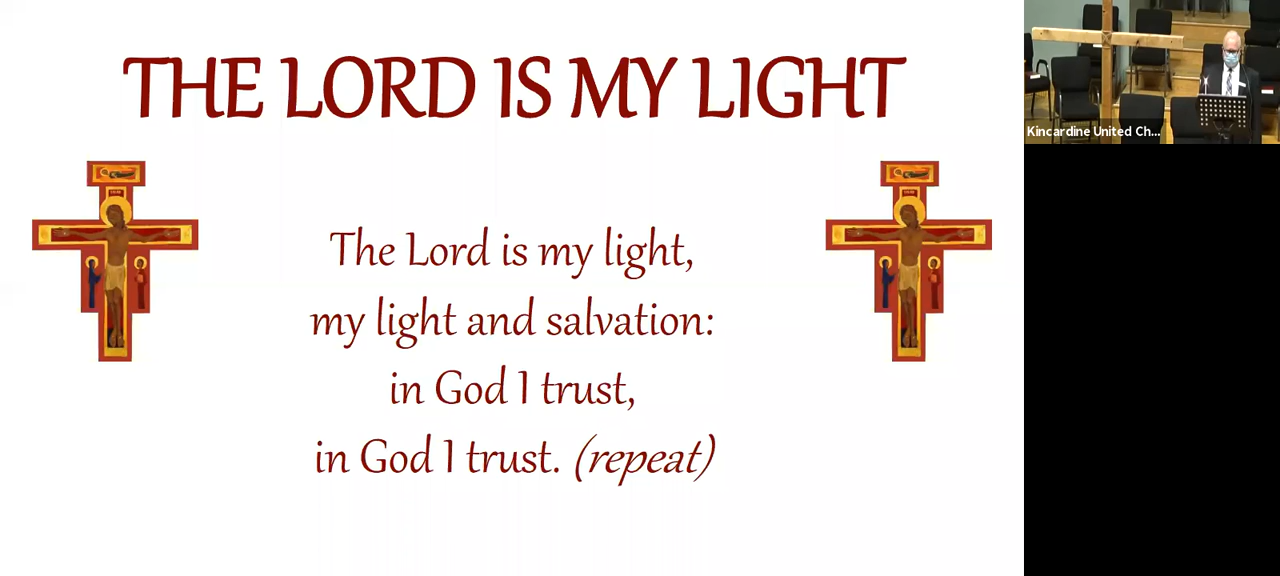 THE LORD IS MY LIGHT
The Lord is my light,
my light and salvation:
in God I trust,
in God I trust. (repeat)
Kincardine United Ch...